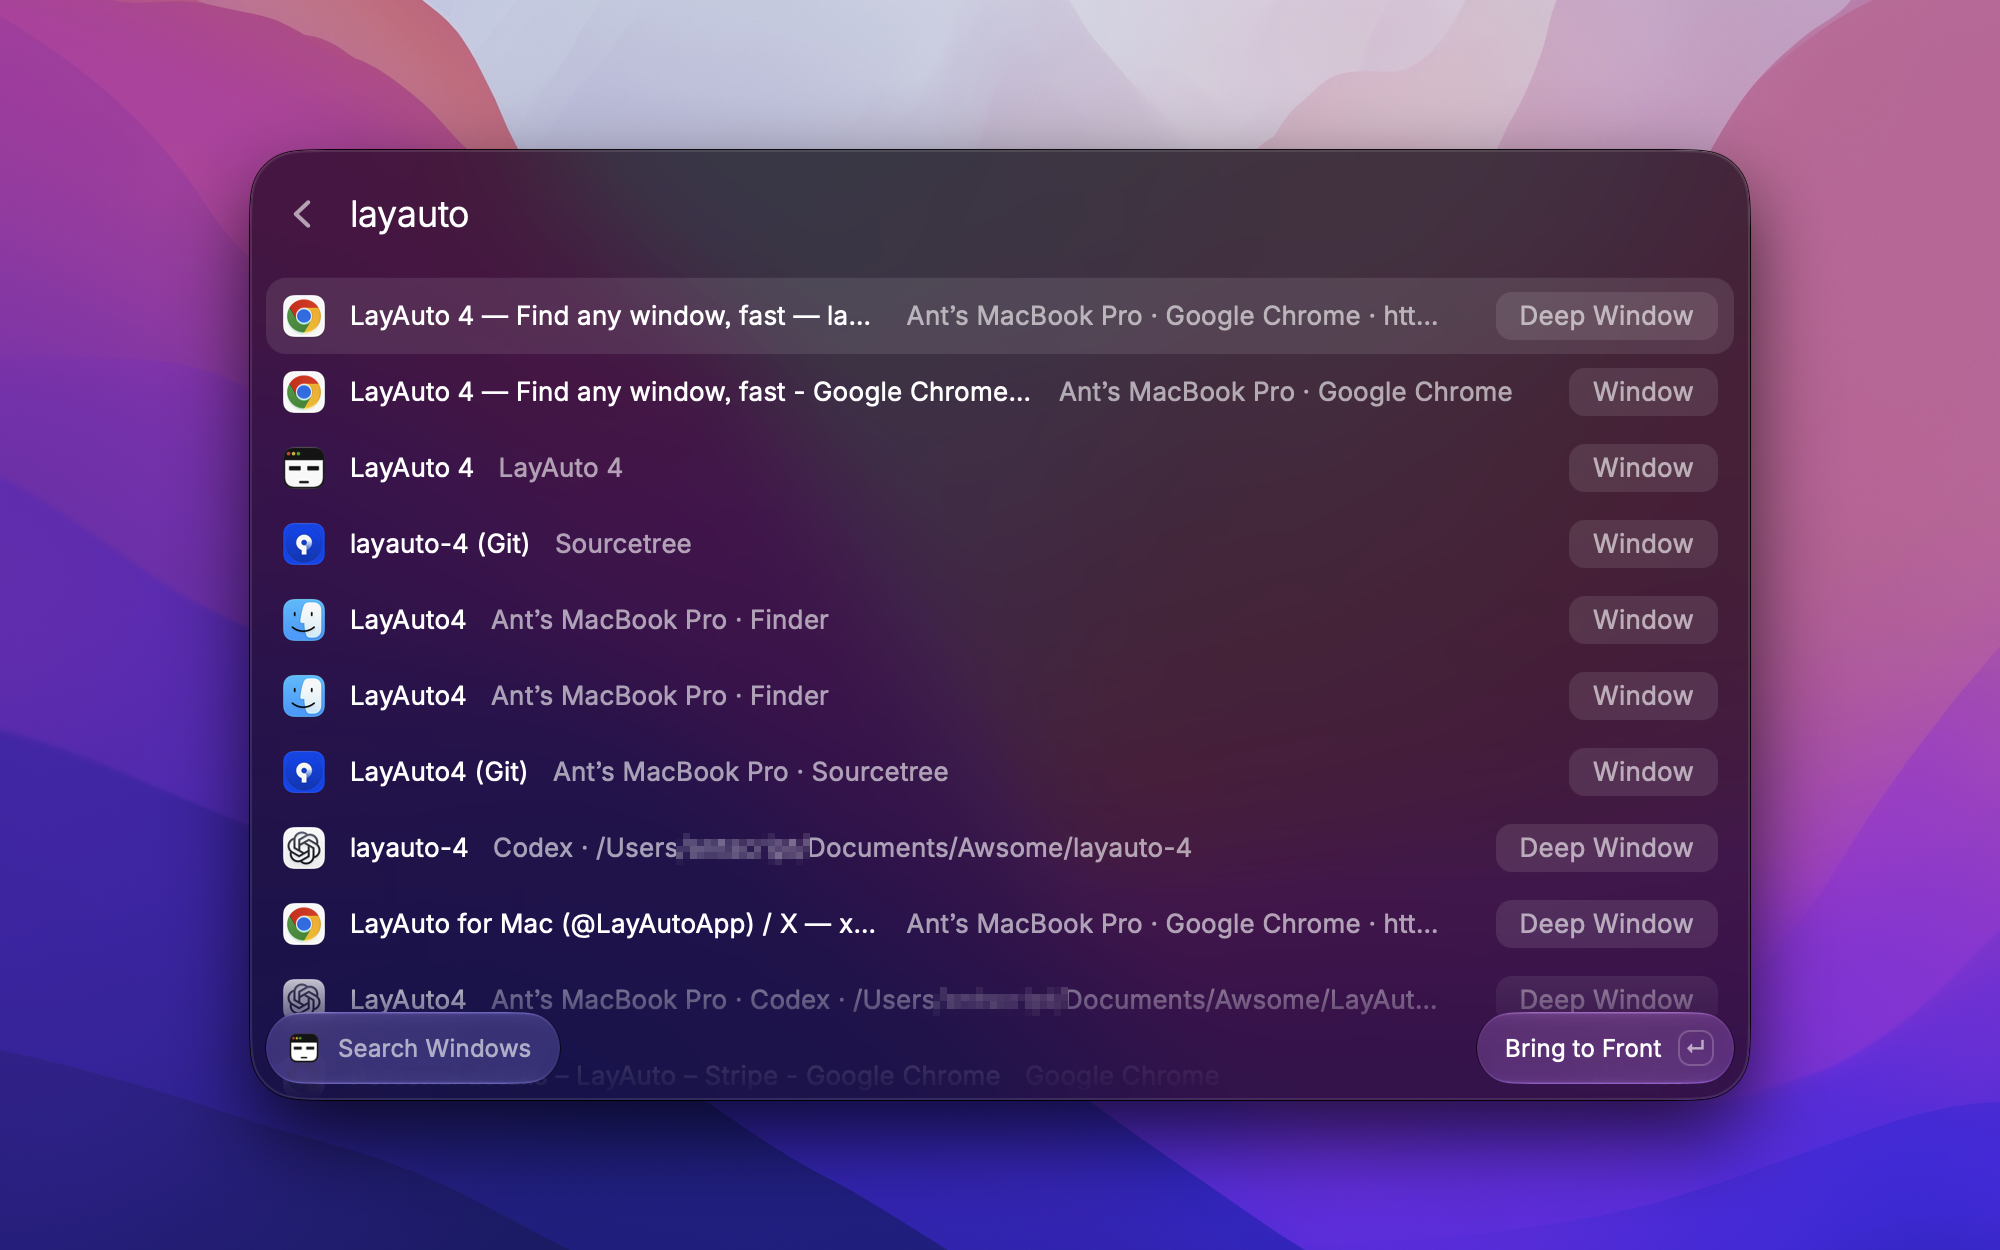 layauto
LayAuto 4 — Find any window, fast — la... Ant’s MacBook Pro · Google Chrome · htt... Deep Window
LayAuto 4 — Find any window, fast - Google Chrome... Ant’s MacBook Pro · Google Chrome Window
LayAuto 4 LayAuto 4 Window
layauto-4 (Git) Sourcetree Window
LayAuto4 Ant’s MacBook Pro · Finder Window
LayAuto4 Ant’s MacBook Pro · Finder Window
LayAuto4 (Git) Ant’s MacBook Pro · Sourcetree Window
layauto-4 Codex · /Users Documents/Awsome/layauto-4 Deep Window
LayAuto for Mac (@LayAutoApp) / X — x... Ant’s MacBook Pro · Google Chrome · htt... Deep Window
LayAuto4 Ant’s MacBook Pro · Codex · /Users Documents/Awsome/LayAut... Deep Window
Search Windows Bring to Front
– LayAuto – Stripe - Google Chrome Google Chrome